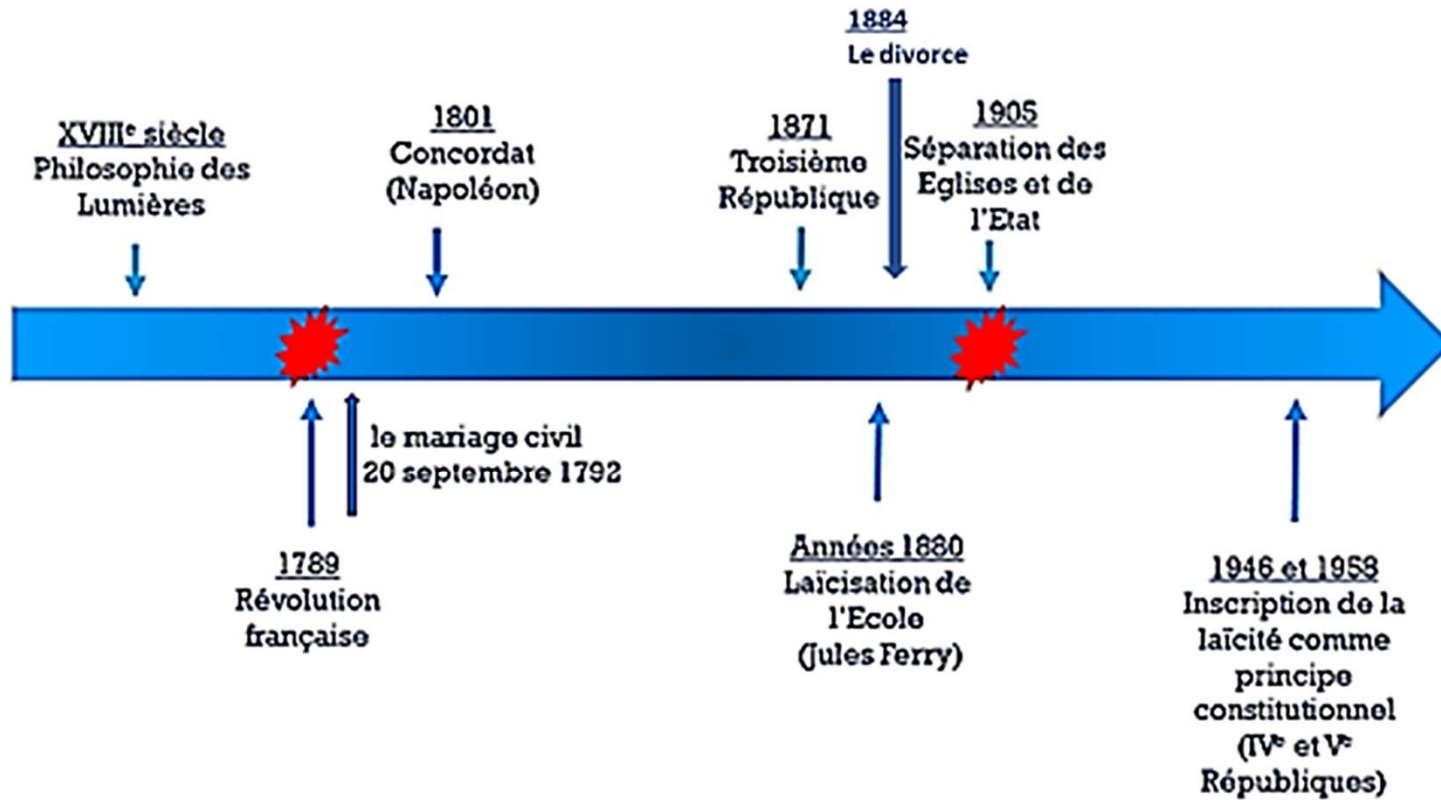 1884
Le divorce
XVIIIe siècle
Philosophie des
Lumières
1801
Concordat
(Napoléon)
1871
Troisième
République
1905
Séparation des
Eglises et de
l'Etat
le mariage civil
20 septembre 1792
1789
Révolution
française
Années 1880
Laïcisation de
l'Ecole
(Jules Ferry)
1946 et 1958
Inscription de la
laïcité comme
principe
constitutionnel
(IVe et Ve
Républiques)